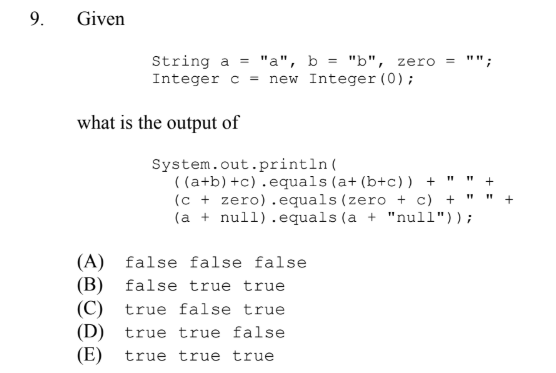 9. Given
String a = "a", b = "b", zero = "";
Integer c = new Integer(0);
what is the output of
System.out.println(
((a+b)+c).equals(a+(b+c)) + " " +
(c + zero).equals(zero + c) + " " +
(a + null).equals(a + "null"));
(A) false false false
(B) false true true
(C) true false true
(D) true true false
(E) true true true